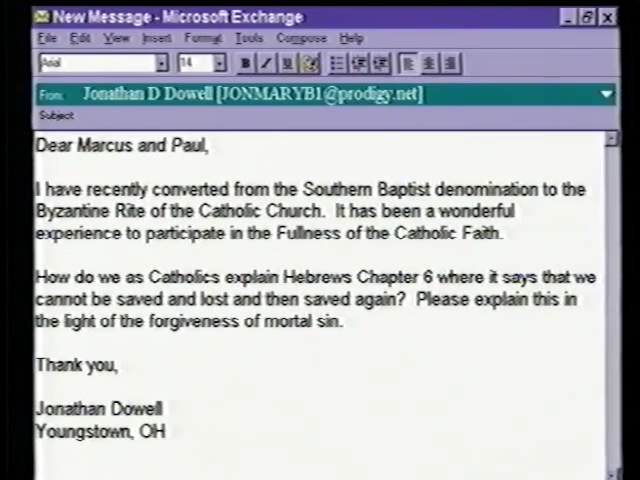 New Message - Microsoft Exchange
File Edit View Insert Format Tools Compose Help
Arial 14 B I U
From: Jonathan D Dowell [JONMARYB1@prodigy.net]
Subject
Dear Marcus and Paul,
I have recently converted from the Southern Baptist denomination to the
Byzantine Rite of the Catholic Church. It has been a wonderful
experience to participate in the Fullness of the Catholic Faith.
How do we as Catholics explain Hebrews Chapter 6 where it says that we
cannot be saved and lost and then saved again? Please explain this in
the light of the forgiveness of mortal sin.
Thank you,
Jonathan Dowell
Youngstown, OH